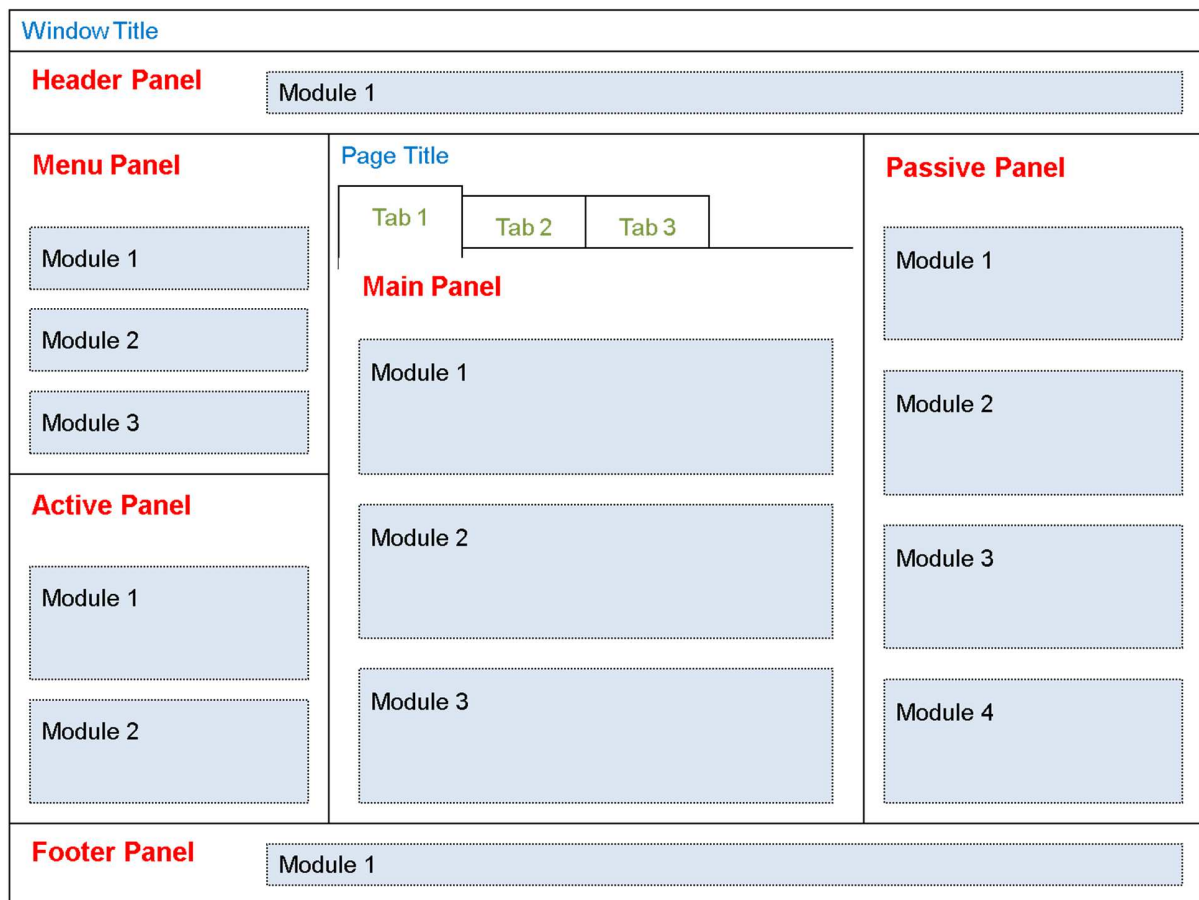 Window Title
Header Panel
Module 1
Menu Panel
Module 1
Module 2
Module 3
Active Panel
Module 1
Module 2
Page Title
Tab 1
Tab 2
Tab 3
Main Panel
Module 1
Module 2
Module 3
Passive Panel
Module 1
Module 2
Module 3
Module 4
Footer Panel
Module 1